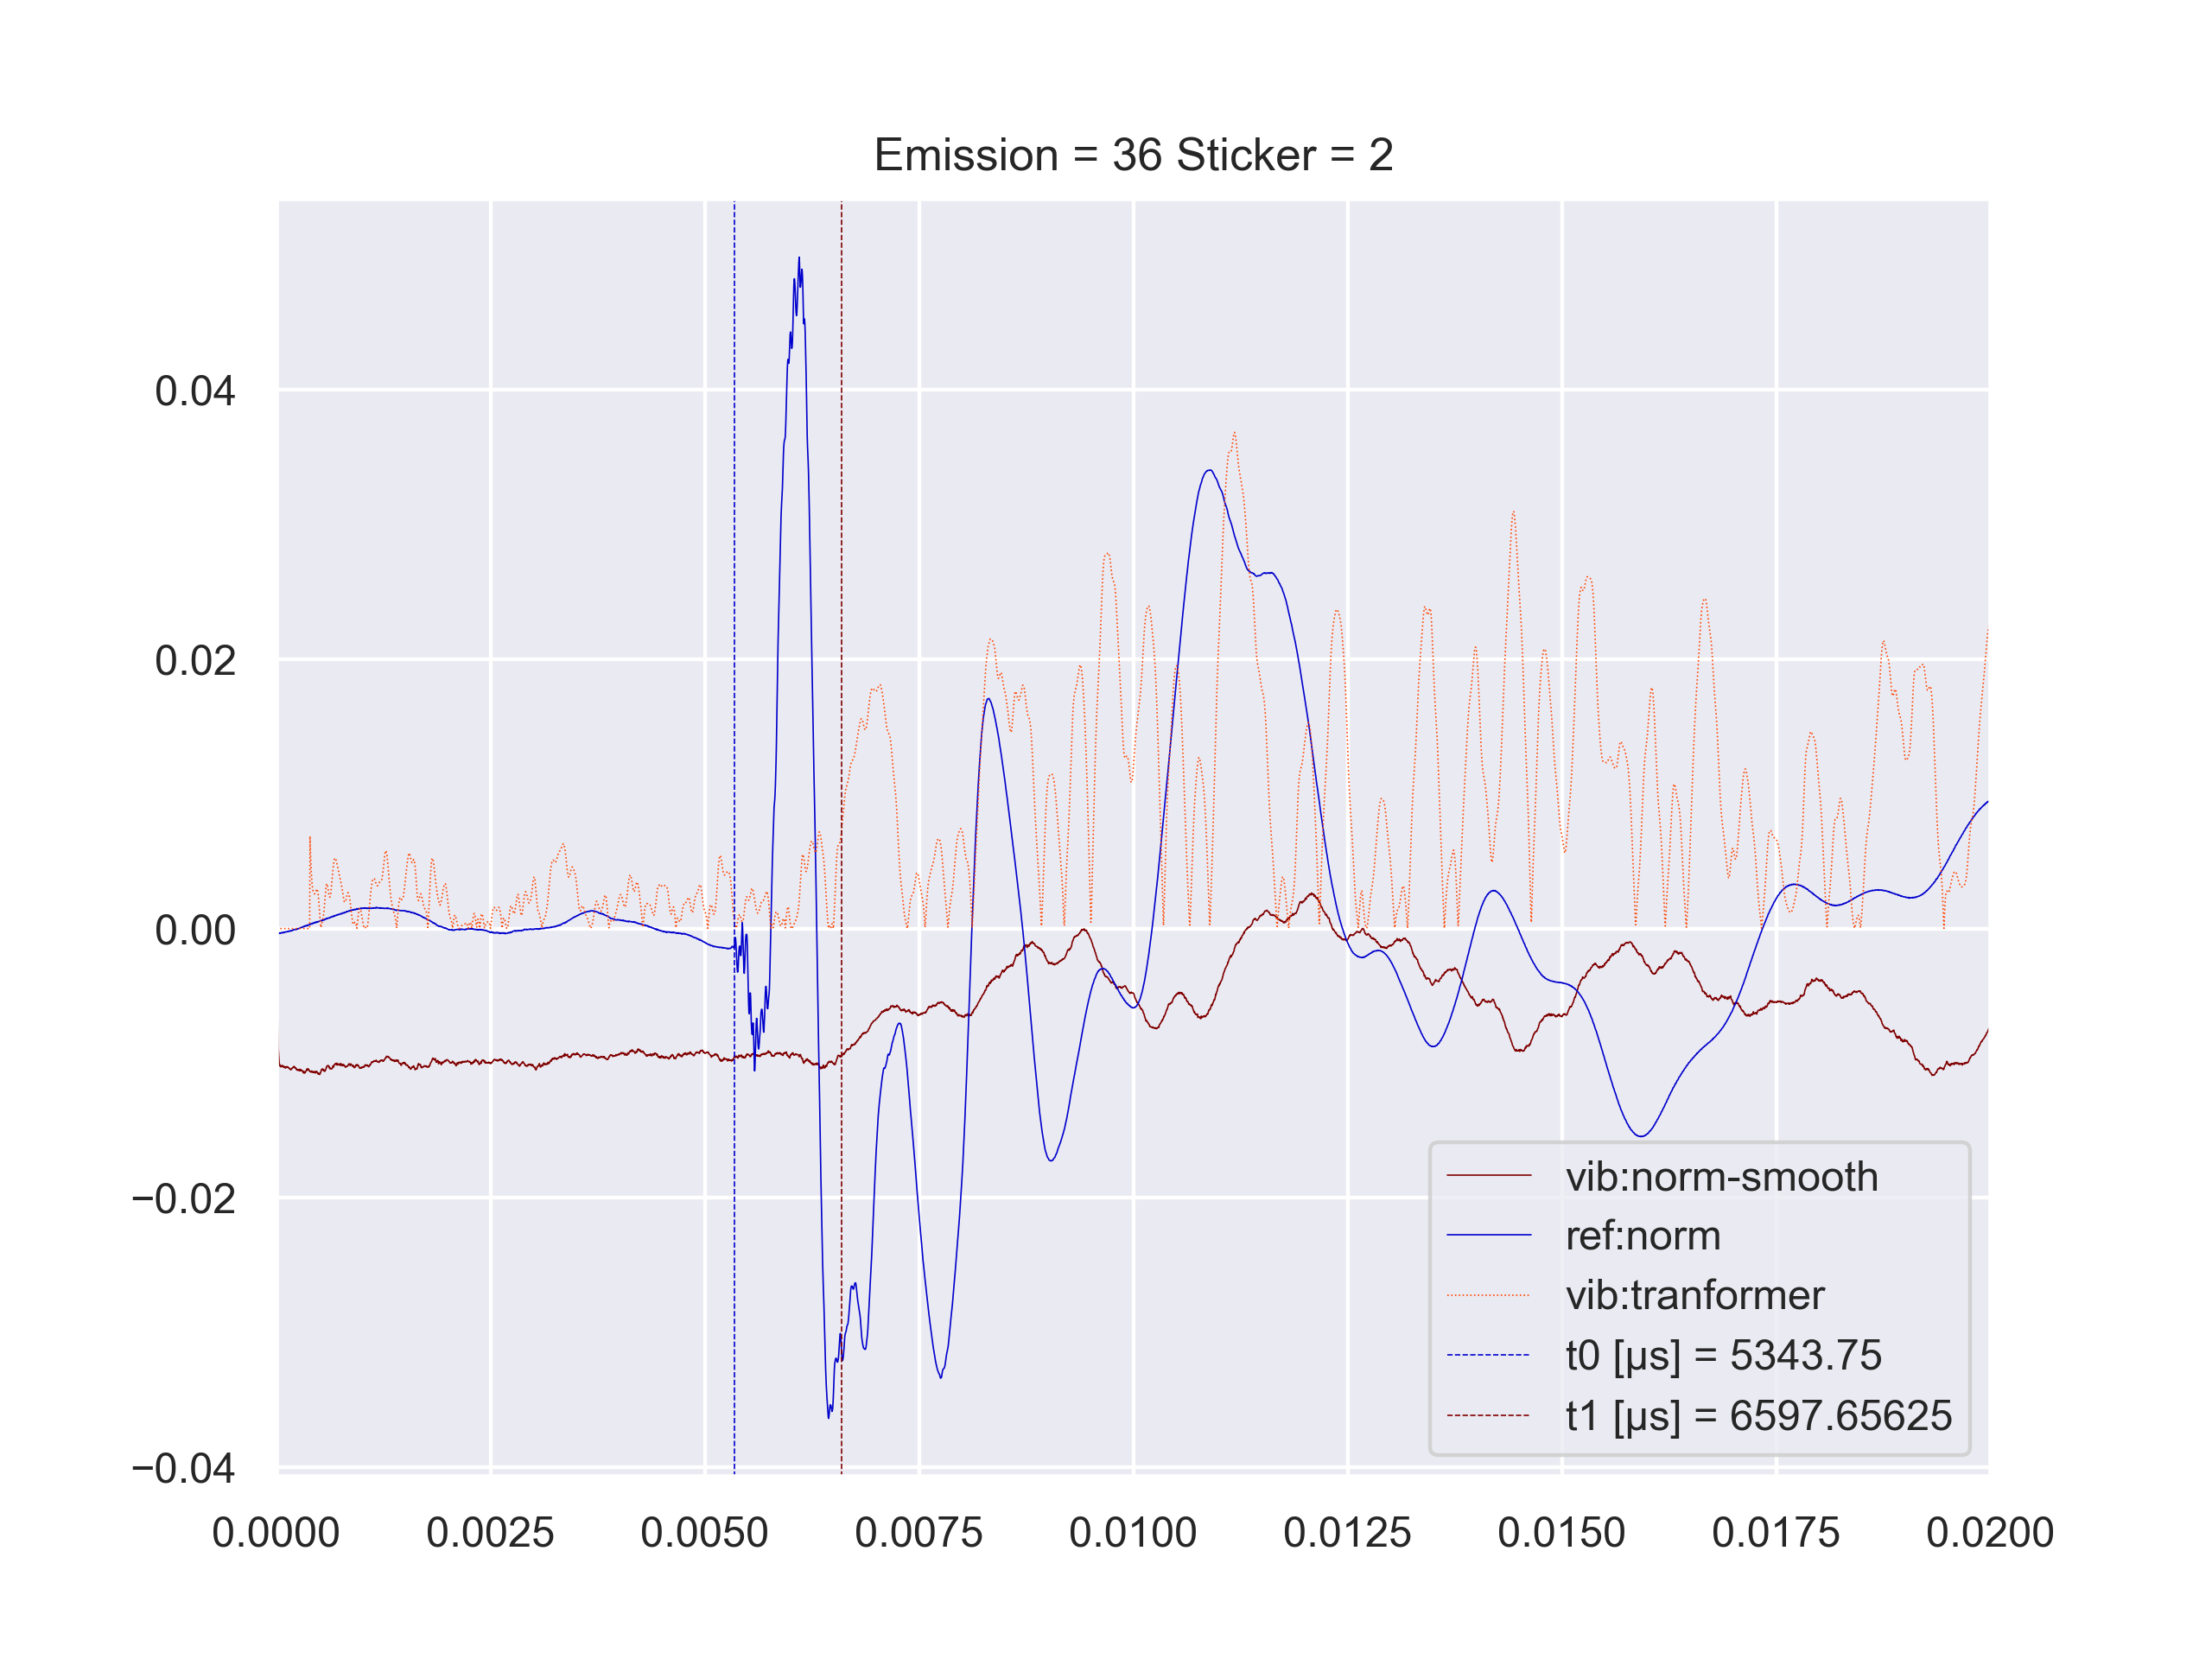 Emission = 36 Sticker = 2
0.04
0.02
0.00
−0.02
−0.04
vib:norm-smooth
ref:norm
vib:tranformer
t0 [µs] = 5343.75
t1 [µs] = 6597.65625
0.0000 0.0025 0.0050 0.0075 0.0100 0.0125 0.0150 0.0175 0.0200